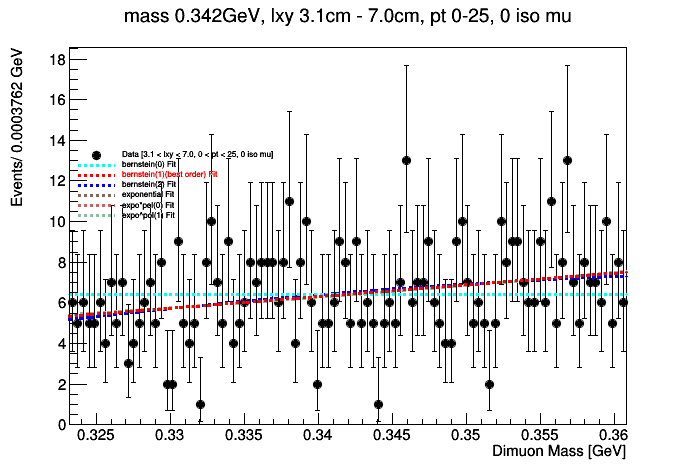 mass 0.342GeV, lxy 3.1cm - 7.0cm, pt 0-25, 0 iso mu
Events/ 0.0003762 GeV
18
16
14
12
10
8
6
4
2
0
Data [3.1 < lxy < 7.0, 0 < pt < 25, 0 iso mu]
bernstein(0) Fit
bernstein(1)(best order) Fit
bernstein(2) Fit
exponential Fit
expo*pol(0) Fit
expo*pol(1) Fit
0.325 0.33 0.335 0.34 0.345 0.35 0.355 0.36
Dimuon Mass [GeV]